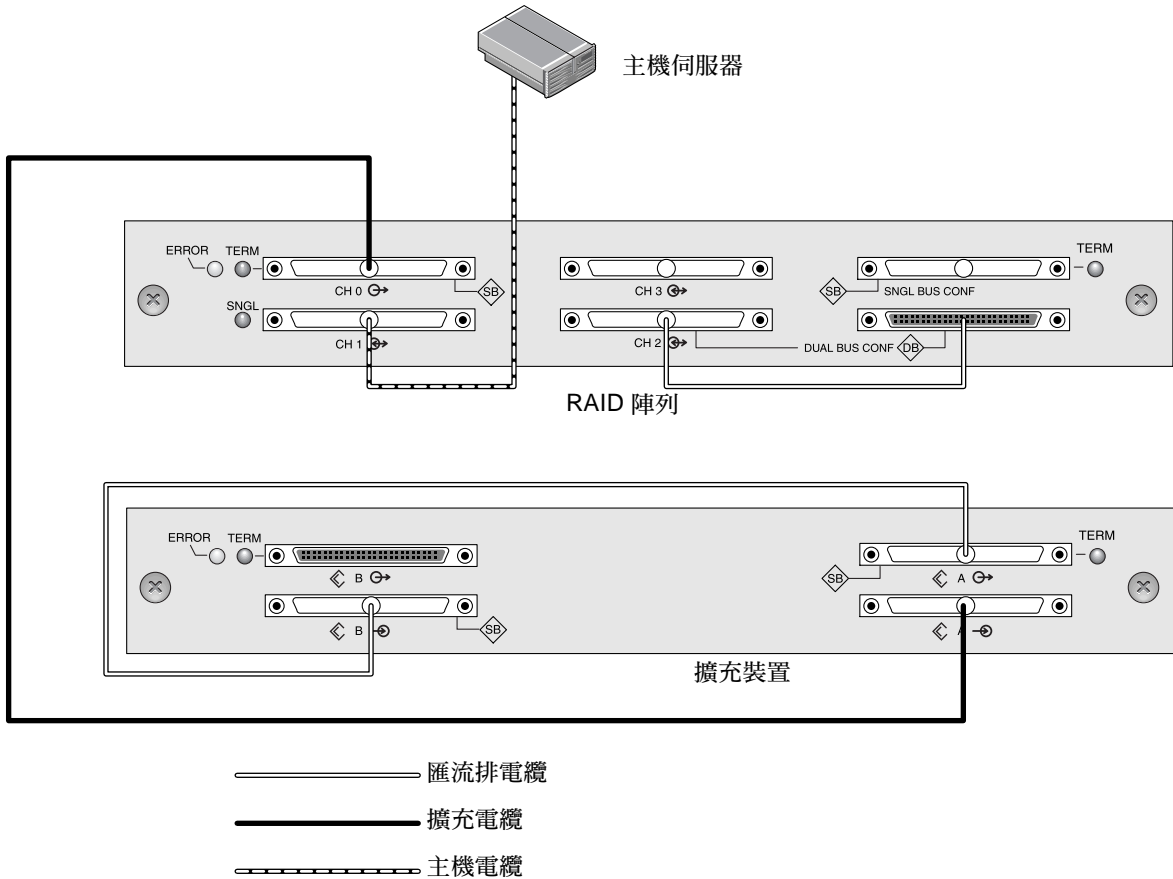 主機伺服器
ERROR TERM
TERM
CH 0
SB
CH 3
SB
SNGL BUS CONF
SNGL
CH 1
CH 2
DUAL BUS CONF
DB
RAID 陣列
ERROR TERM
TERM
B
SB
A
B
SB
A
擴充裝置
匯流排電纜
擴充電纜
主機電纜